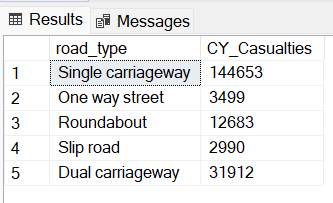 Results Messages
road_type CY_Casualties
1 Single carriageway 144653
2 One way street 3499
3 Roundabout 12683
4 Slip road 2990
5 Dual carriageway 31912